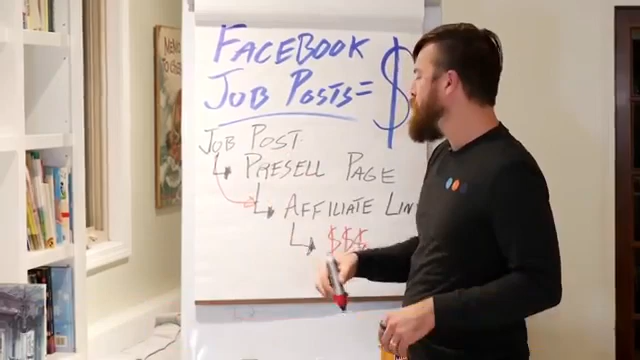 FACEBOOK
JOB POSTS= $
JOB POST
PRESELL PAGE
AFFILIATE LIN
$$$